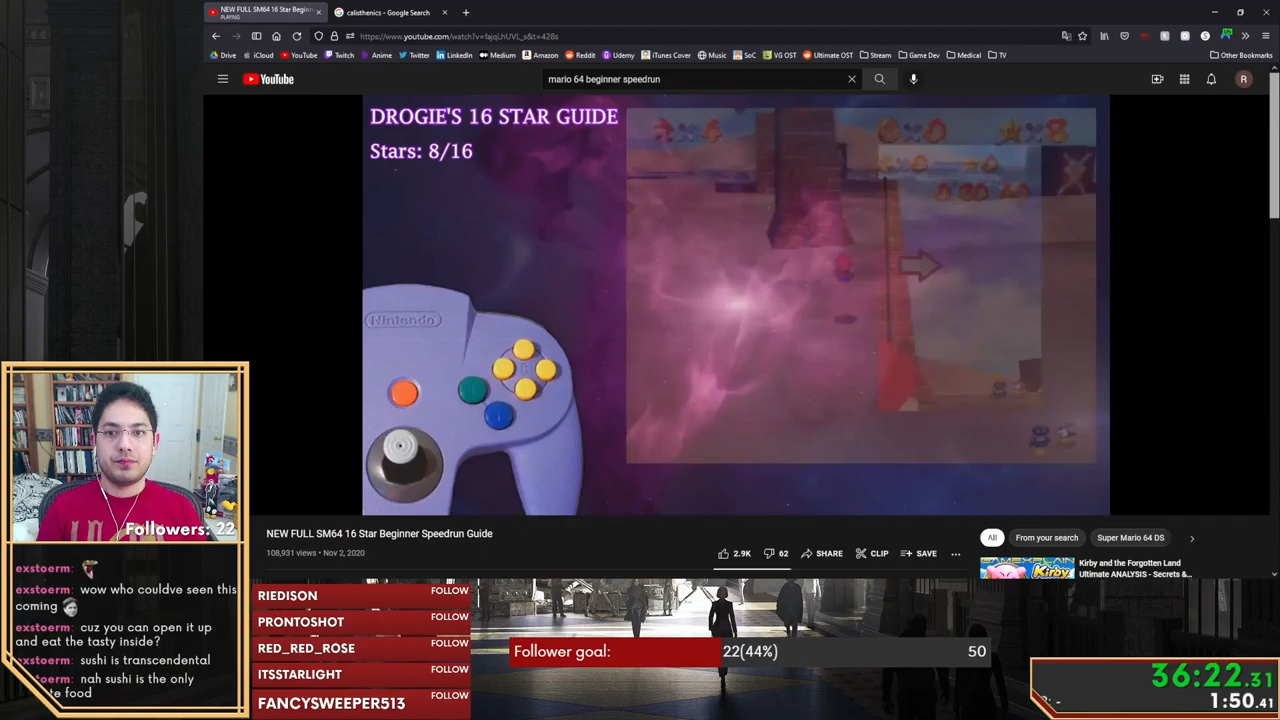 NEW FULL SM64 16 Star Beginn
PLAYING
calisthenics - Google Search
https://www.youtube.com/watch?v=fajqLhUVL_s&t=428s
Drive iCloud YouTube Twitch Anime Twitter LinkedIn Medium Amazon Reddit Udemy iTunes Cover Music SoC VG OST Ultimate OST Stream Game Dev Medical TV Other Bookmarks
YouTube
mario 64 beginner speedrun
R
DROGIE'S 16 STAR GUIDE
Stars: 8/16
Nintendo
NEW FULL SM64 16 Star Beginner Speedrun Guide
108,931 views • Nov 2, 2020
2.9K 62 SHARE CLIP SAVE
All From your search Super Mario 64 DS
Kirby and the Forgotten Land
Ultimate ANALYSIS - Secrets &...
Followers: 22
exstoerm:
exstoerm: wow who couldve seen this
coming
exstoerm: cuz you can open it up
and eat the tasty inside?
xstoerm: sushi is transcendental
stoerm: nah sushi is the only
te food
RIEDISON FOLLOW
PRONTOSHOT FOLLOW
RED_RED_ROSE FOLLOW
ITSSTARLIGHT FOLLOW
FANCYSWEEPER513 FOLLOW
Follower goal: 22(44%) 50
36:22.31
1:50.41